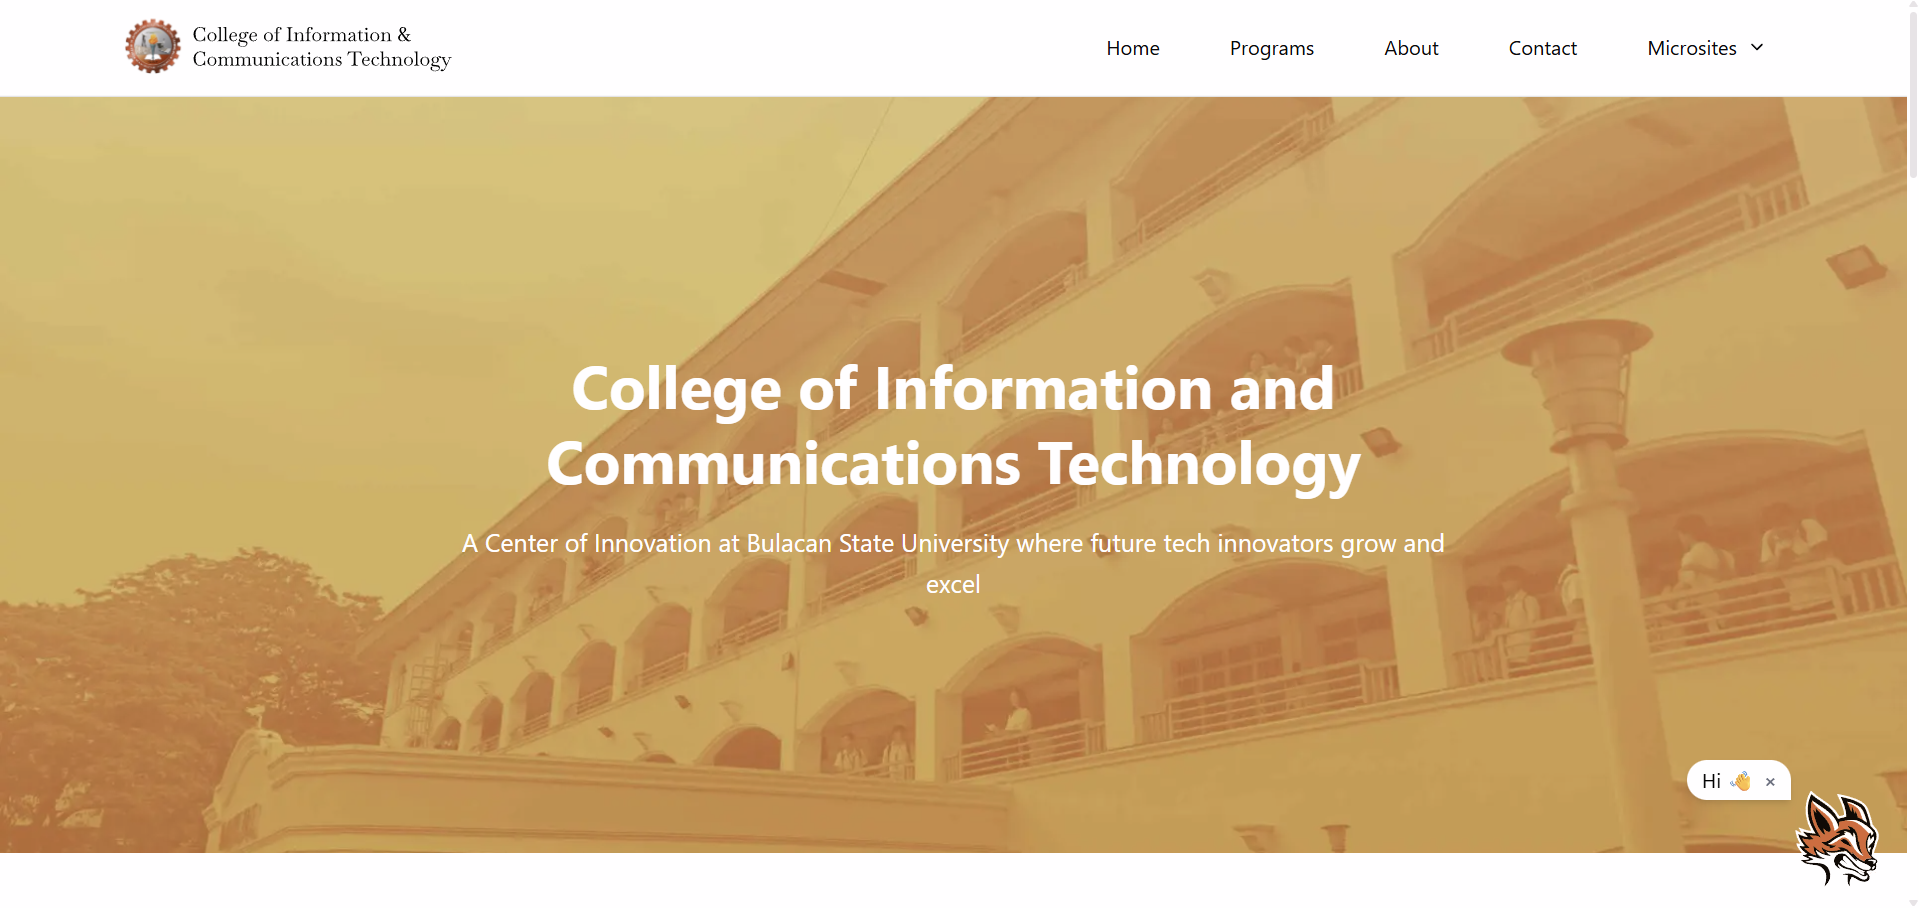 College of Information &
Communications Technology
Home
Programs
About
Contact
Microsites
College of Information and
Communications Technology
A Center of Innovation at Bulacan State University where future tech innovators grow and
excel
Hi 👋 ×